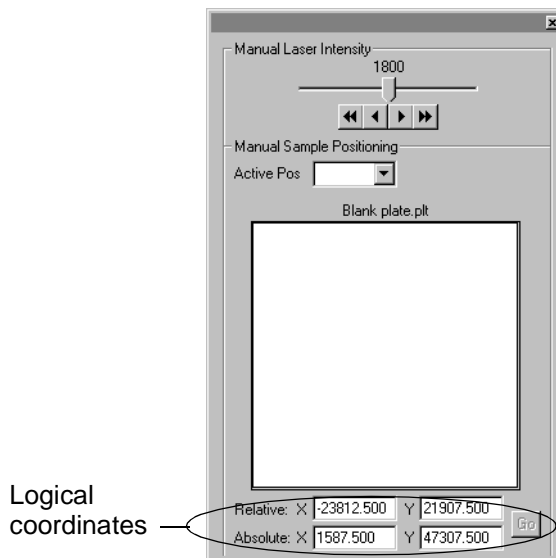 Manual Laser Intensity
1800
Manual Sample Positioning
Active Pos
Blank plate.plt
Logical
coordinates
Relative: X -23812.500 Y 21907.500
Go
Absolute: X 1587.500 Y 47307.500